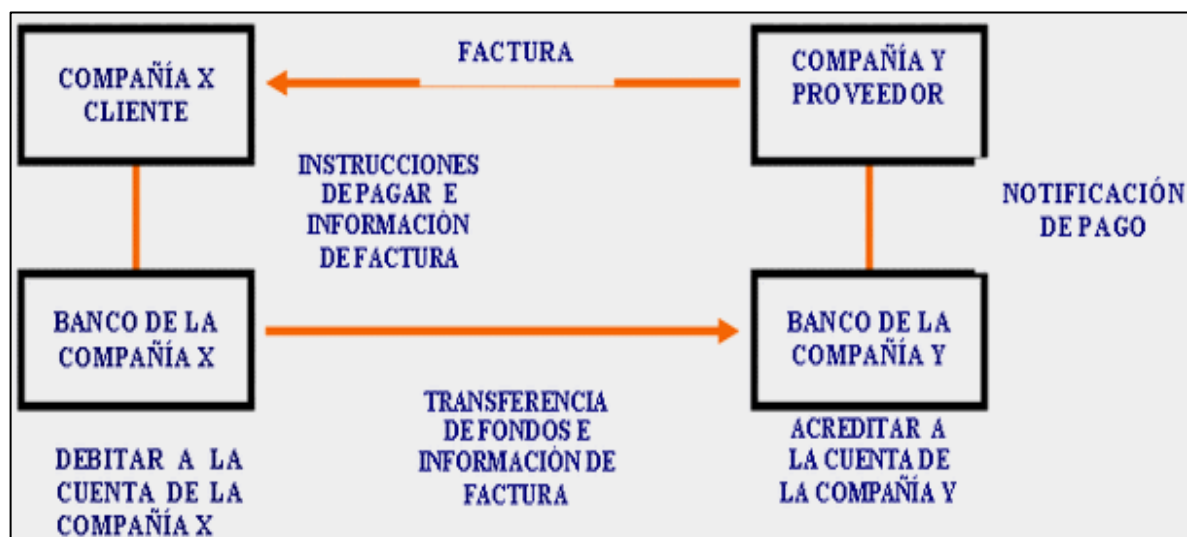 COMPAÑÍA X
CLIENTE
FACTURA
COMPAÑÍA Y
PROVEEDOR
INSTRUCCIONES
DE PAGAR E
INFORMACIÓN
DE FACTURA
NOTIFICACIÓN
DE PAGO
BANCO DE LA
COMPAÑÍA X
BANCO DE LA
COMPAÑÍA Y
DEBITAR A LA
CUENTA DE LA
COMPAÑÍA X
TRANSFERENCIA
DE FONDOS E
INFORMACIÓN DE
FACTURA
ACREDITAR A
LA CUENTA DE
LA COMPAÑÍA Y